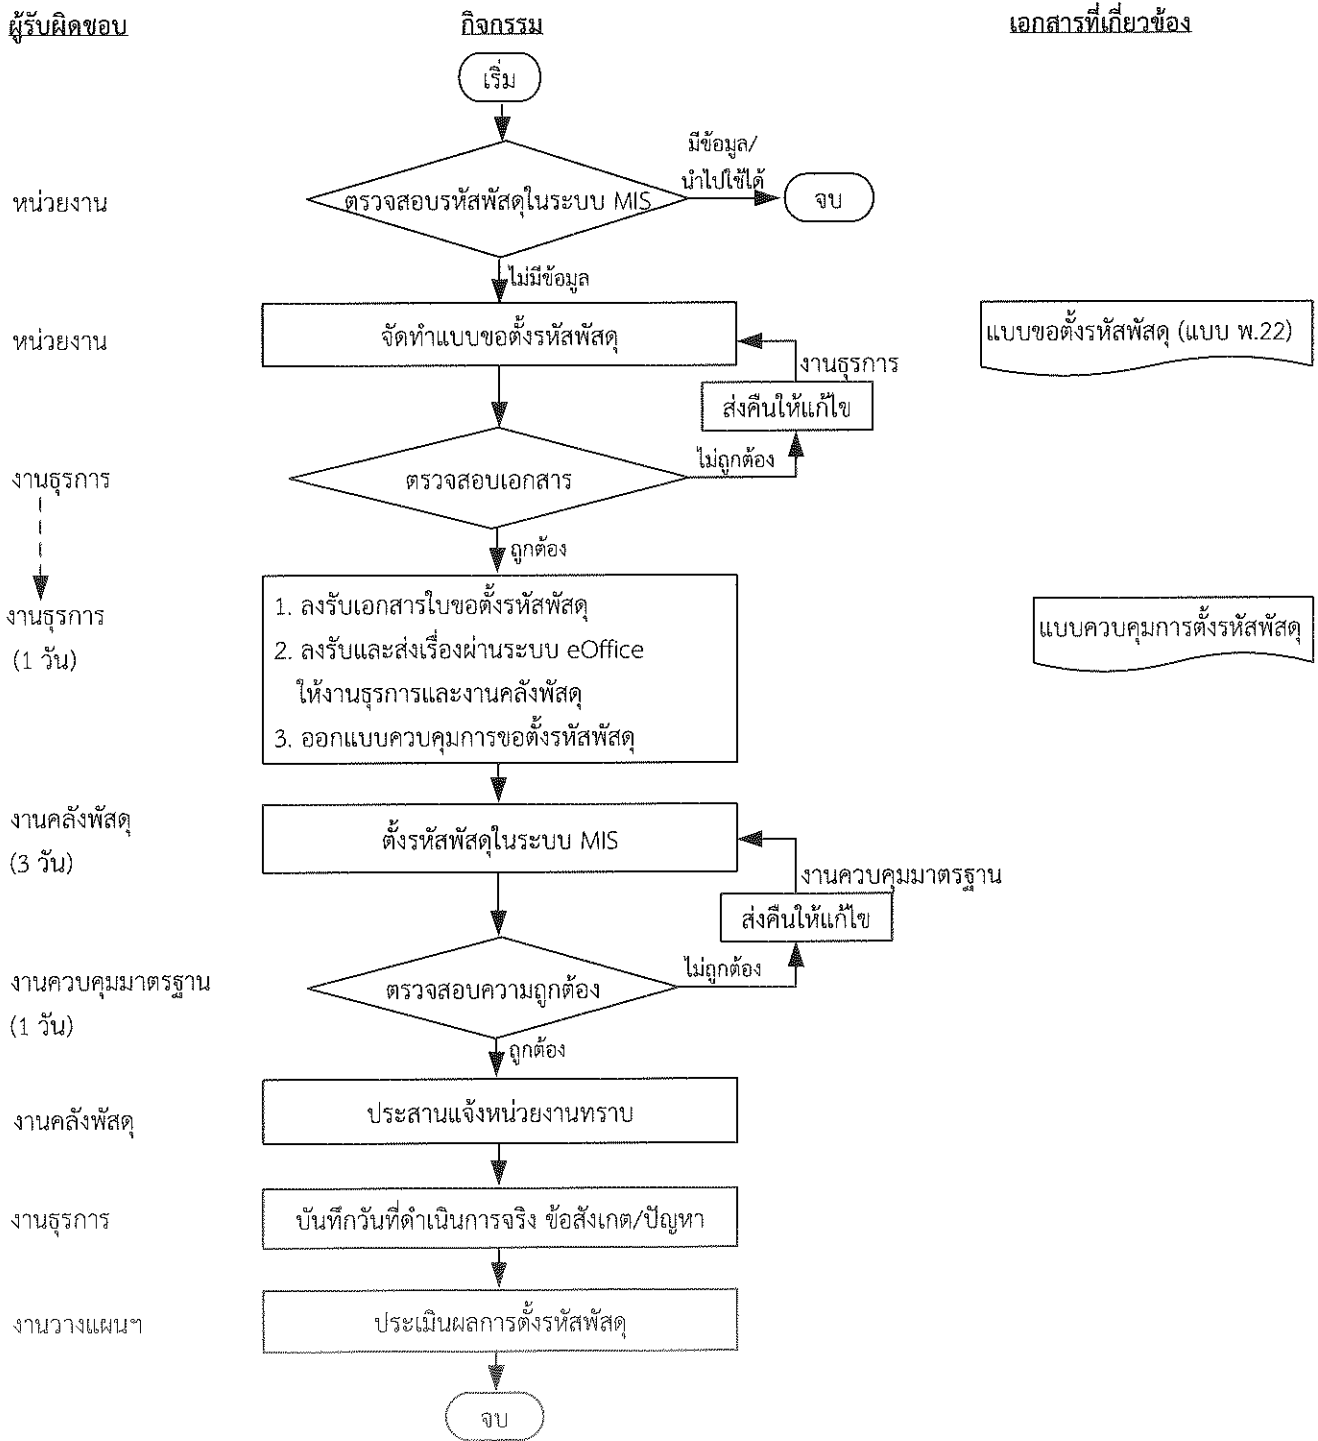 ผู้รับผิดชอบ
กิจกรรม
เอกสารที่เกี่ยวข้อง
เริ่ม
มีข้อมูล/
นำไปใช้ได้
หน่วยงาน
ตรวจสอบรหัสพัสดุในระบบ MIS
จบ
ไม่มีข้อมูล
หน่วยงาน
จัดทำแบบขอตั้งรหัสพัสดุ
แบบขอตั้งรหัสพัสดุ (แบบ พ.22)
งานธุรการ
ส่งคืนให้แก้ไข
ไม่ถูกต้อง
งานธุรการ
ตรวจสอบเอกสาร
ถูกต้อง
งานธุรการ
(1 วัน)
1. ลงรับเอกสารใบขอตั้งรหัสพัสดุ
2. ลงรับและส่งเรื่องผ่านระบบ eOffice
ให้งานธุรการและงานคลังพัสดุ
3. ออกแบบควบคุมการขอตั้งรหัสพัสดุ
แบบควบคุมการตั้งรหัสพัสดุ
งานคลังพัสดุ
(3 วัน)
ตั้งรหัสพัสดุในระบบ MIS
งานควบคุมมาตรฐาน
ส่งคืนให้แก้ไข
ไม่ถูกต้อง
งานควบคุมมาตรฐาน
(1 วัน)
ตรวจสอบความถูกต้อง
ถูกต้อง
งานคลังพัสดุ
ประสานแจ้งหน่วยงานทราบ
งานธุรการ
บันทึกวันที่ดำเนินการจริง ข้อสังเกต/ปัญหา
งานวางแผนฯ
ประเมินผลการตั้งรหัสพัสดุ
จบ